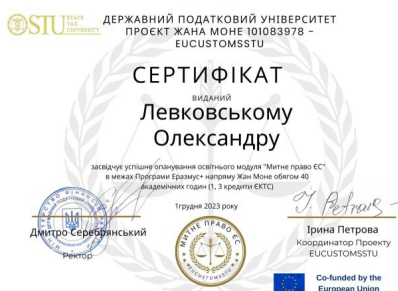 STU STATE TAX UNIVERSITY
ДЕРЖАВНИЙ ПОДАТКОВИЙ УНІВЕРСИТЕТ
ПРОЄКТ ЖАНА МОНЕ 101083978 –
EUCUSTOMSSTU
СЕРТИФІКАТ
ВИДАНИЙ
Левковському
Олександру
засвідчує успішне опанування освітнього модуля "Митне право ЄС"
в межах Програми Еразмус+ напряму Жан Моне обсягом 40
академічних годин (1, 3 кредити ЄКТС)
1грудня 2023 року
Дмитро Серебрянський
Ректор
МИТНЕ ПРАВО ЄС
EUCUSTOMSSTU
Ірина Петрова
Координатор Проекту
EUCUSTOMSSTU
Co-funded by the
European Union